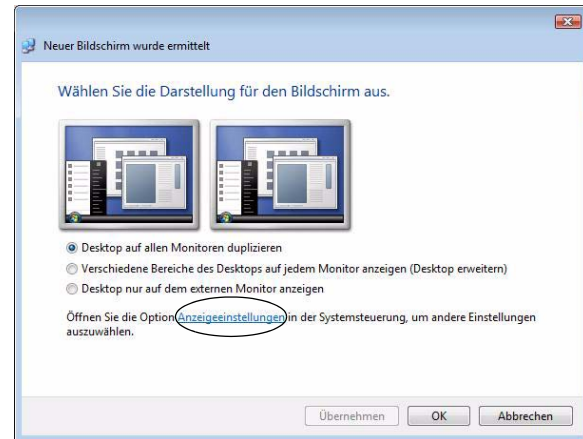 Neuer Bildschirm wurde ermittelt
Wählen Sie die Darstellung für den Bildschirm aus.
Desktop auf allen Monitoren duplizieren
Verschiedene Bereiche des Desktops auf jedem Monitor anzeigen (Desktop erweitern)
Desktop nur auf dem externen Monitor anzeigen
Öffnen Sie die Option Anzeigeeinstellungen in der Systemsteuerung, um andere Einstellungen
auszuwählen.
Übernehmen OK Abbrechen